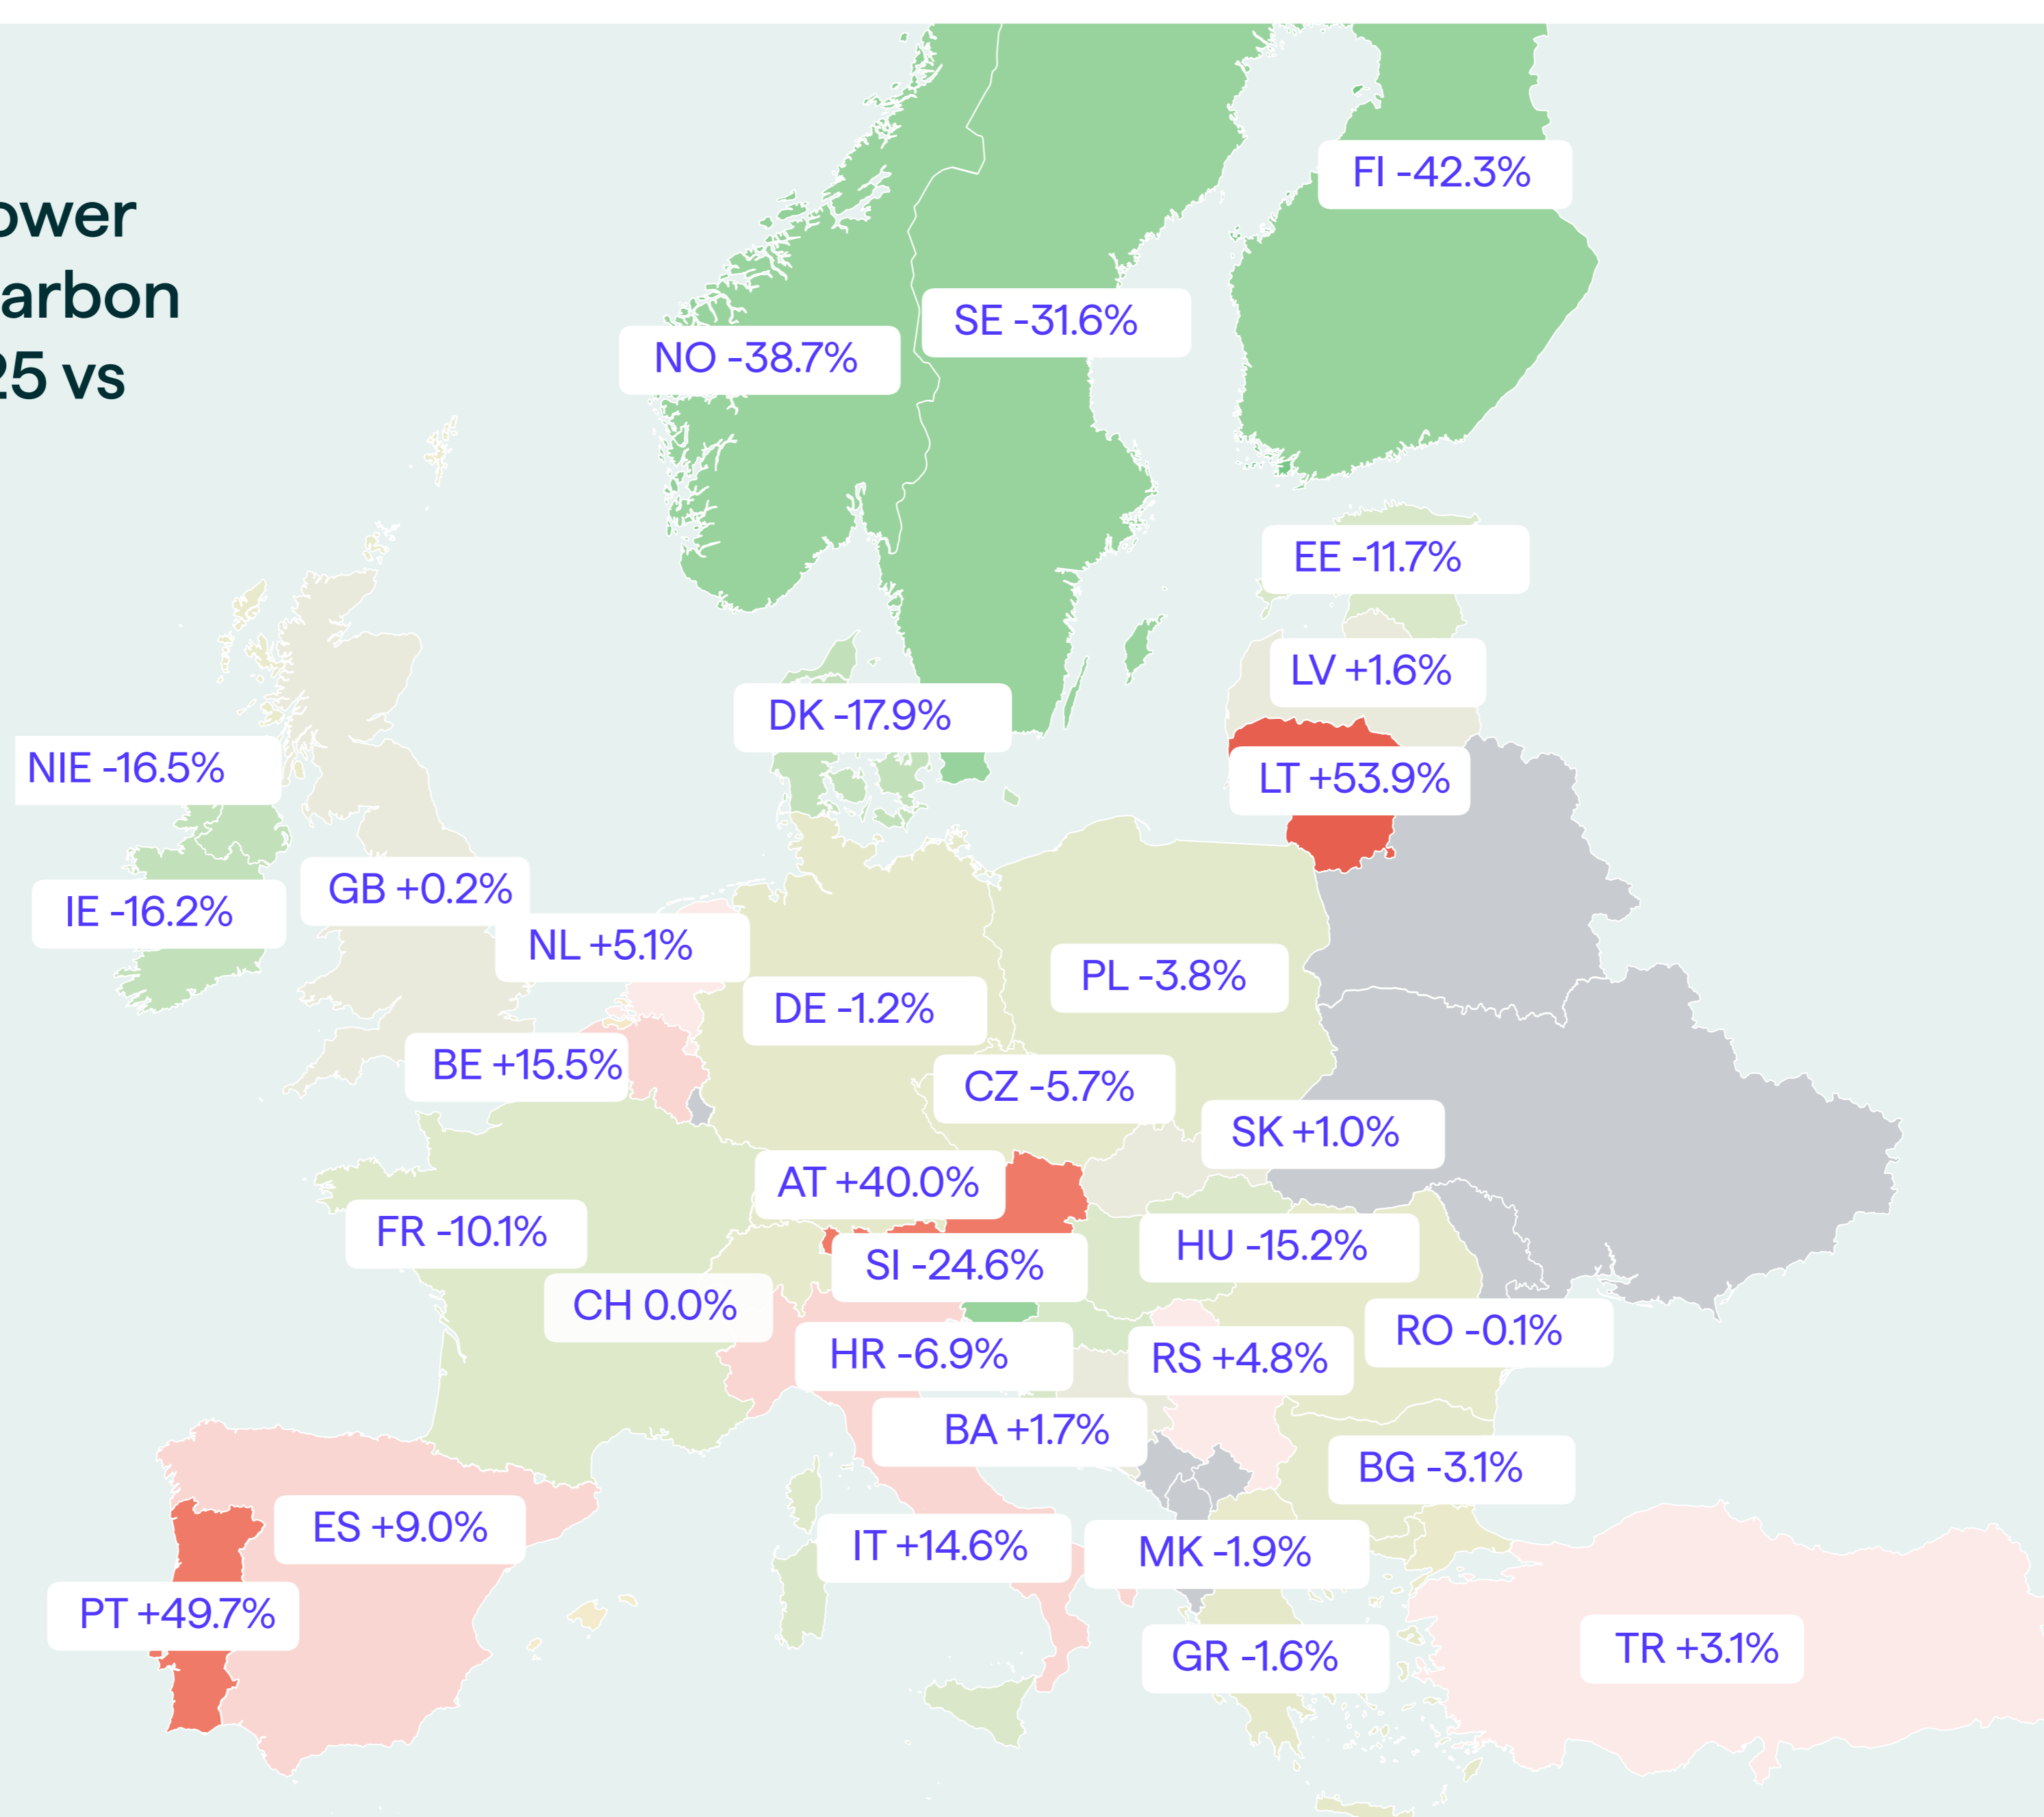 ower
arbon
25 vs
FI -42.3%
SE -31.6%
NO -38.7%
EE -11.7%
LV +1.6%
DK -17.9%
NIE -16.5%
LT +53.9%
GB +0.2%
IE -16.2%
NL +5.1%
PL -3.8%
DE -1.2%
BE +15.5%
CZ -5.7%
SK +1.0%
AT +40.0%
FR -10.1%
HU -15.2%
SI -24.6%
CH 0.0%
RO -0.1%
HR -6.9%
RS +4.8%
BA +1.7%
BG -3.1%
ES +9.0%
IT +14.6%
MK -1.9%
PT +49.7%
GR -1.6%
TR +3.1%